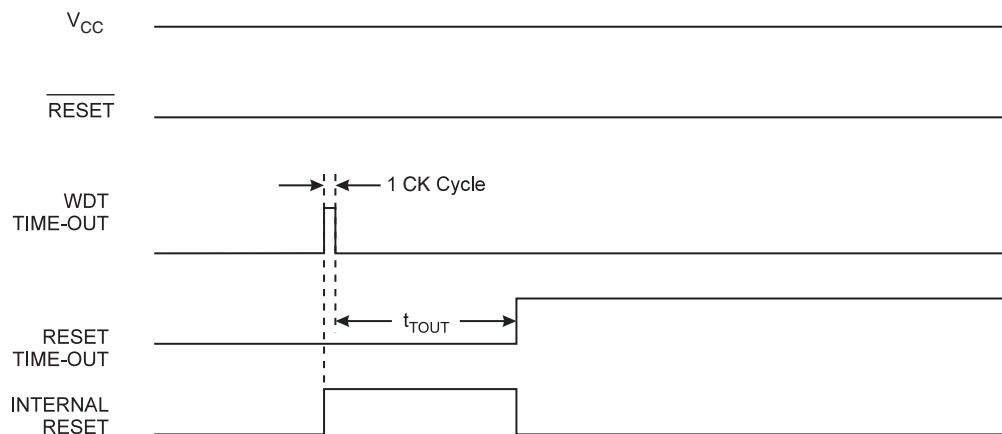 VCC
RESET
1 CK Cycle
WDT
TIME-OUT
tTOUT
RESET
TIME-OUT
INTERNAL
RESET